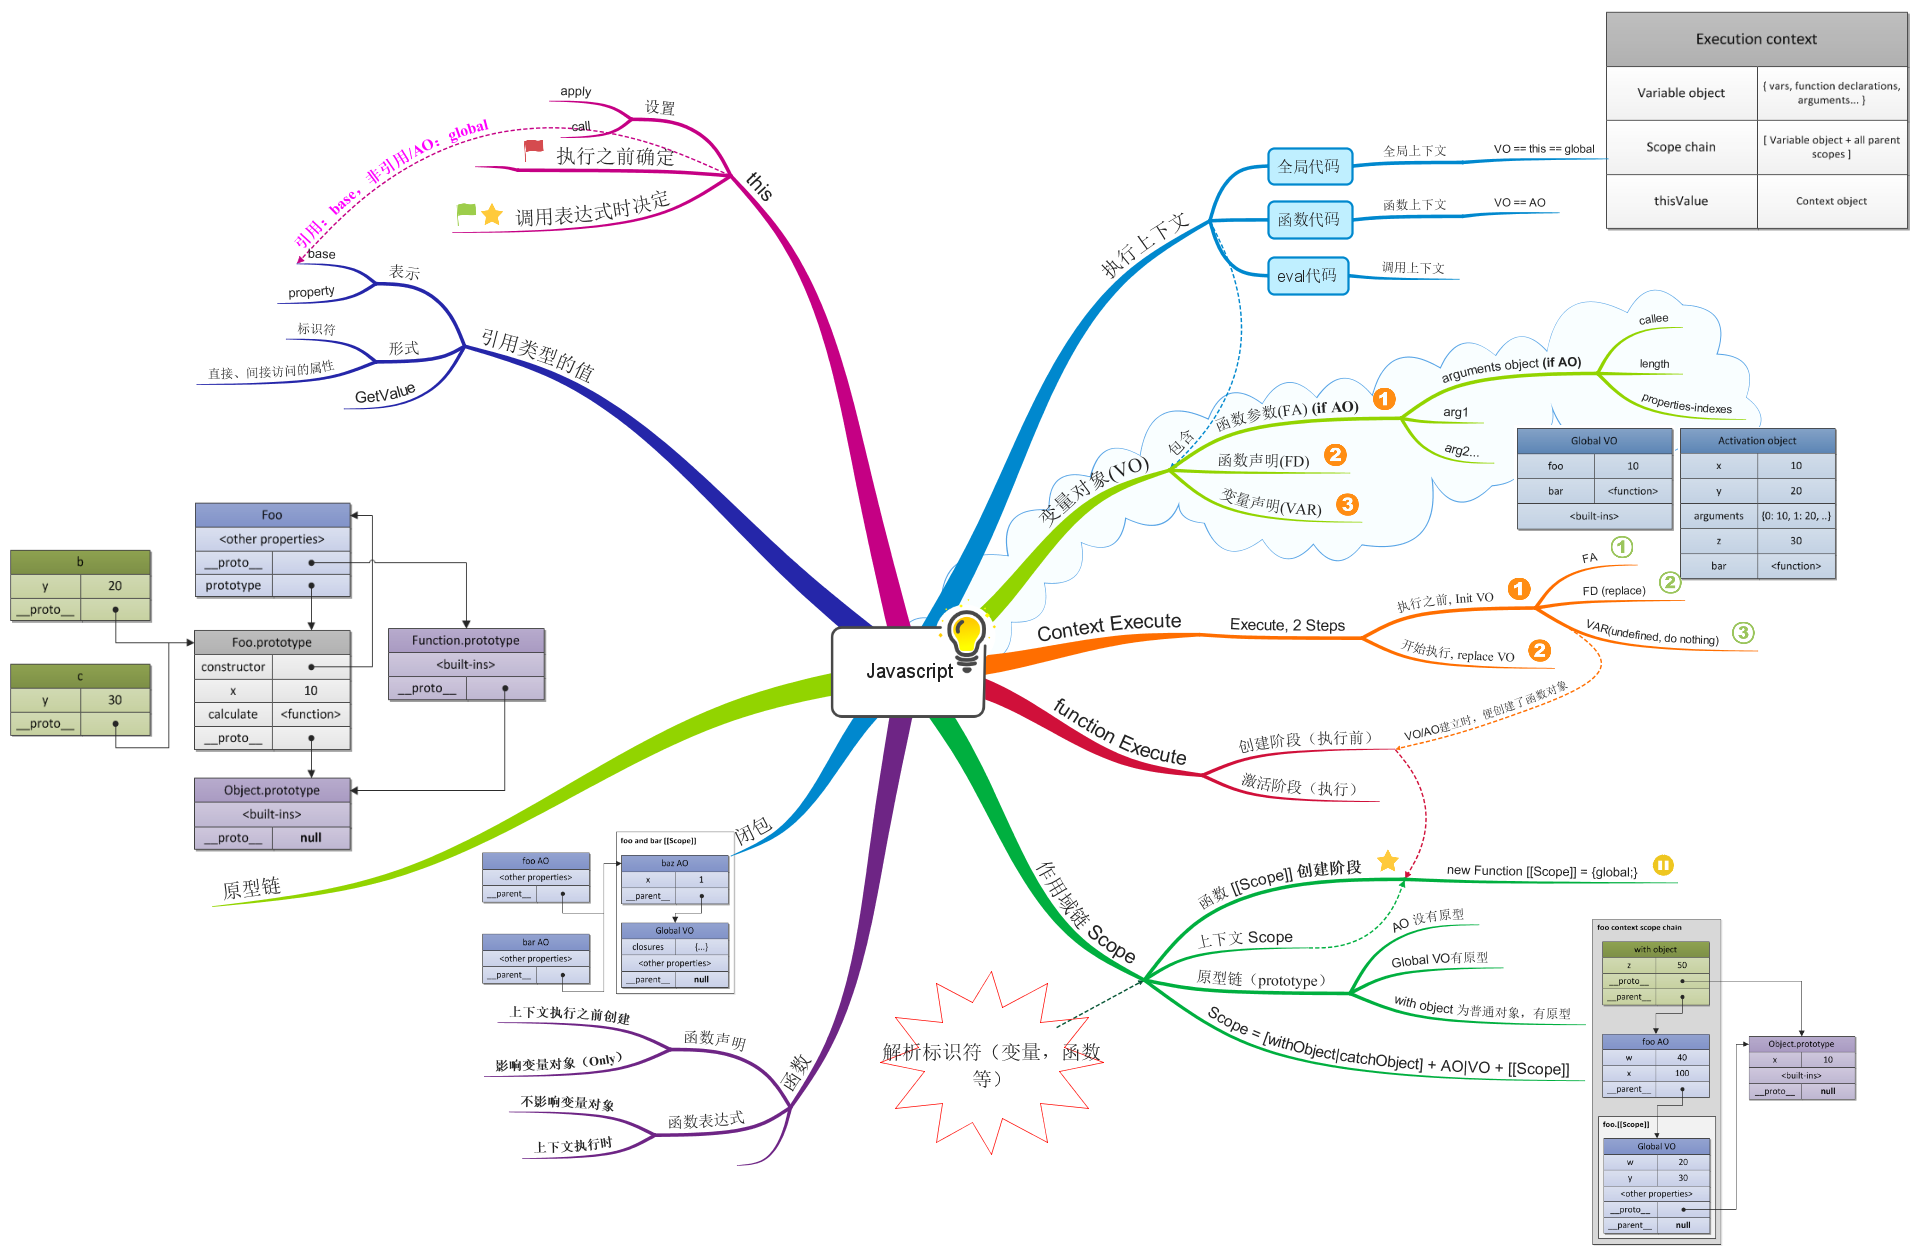 Javascript
Execution context
Variable object
{ vars, function declarations,
arguments... }
Scope chain
[ Variable object + all parent
scopes ]
thisValue
Context object
执行上下文
全局代码
全局上下文
VO == this == global
函数代码
函数上下文
VO == AO
eval代码
调用上下文
包含
变量对象(VO)
函数参数(FA) (if AO)
1
arguments object (if AO)
callee
length
properties-indexes
arg1
arg2...
函数声明(FD)
2
变量声明(VAR)
3
Global VO
foo
10
bar
<function>
<built-ins>
Activation object
x
10
y
20
arguments
{0: 10, 1: 20, ..}
z
30
bar
<function>
Context Execute
Execute, 2 Steps
执行之前, Init VO
1
FA
1
FD (replace)
2
VAR(undefined, do nothing)
3
开始执行, replace VO
2
VO/AO建立时，便创建了函数对象
function Execute
创建阶段（执行前）
激活阶段（执行）
作用域链 Scope
函数 [[Scope]] 创建阶段
new Function [[Scope]] = {global;}
上下文 Scope
原型链（prototype）
AO 没有原型
Global VO有原型
with object 为普通对象，有原型
Scope = [withObject|catchObject] + AO|VO + [[Scope]]
解析标识符（变量，函数
等）
foo context scope chain
with object
z
50
__proto__
__parent__
foo AO
w
40
x
100
__parent__
foo.[[Scope]]
Global VO
w
20
y
30
<other properties>
__proto__
__parent__
null
Object.prototype
x
10
<built-ins>
__proto__
null
this
设置
apply
call
执行之前确定
调用表达式时决定
引用：base，非引用/AO：global
引用类型的值
表示
base
property
形式
标识符
直接、间接访问的属性
GetValue
原型链
b
y
20
__proto__
c
y
30
__proto__
Foo
<other properties>
__proto__
prototype
Foo.prototype
constructor
x
10
calculate
<function>
__proto__
Function.prototype
<built-ins>
__proto__
Object.prototype
<built-ins>
__proto__
null
闭包
foo AO
<other properties>
__parent__
bar AO
<other properties>
__parent__
foo and bar [[Scope]]
baz AO
x
1
__parent__
Global VO
closures
{...}
<other properties>
__parent__
null
函数
函数声明
上下文执行之前创建
影响变量对象（Only）
函数表达式
不影响变量对象
上下文执行时